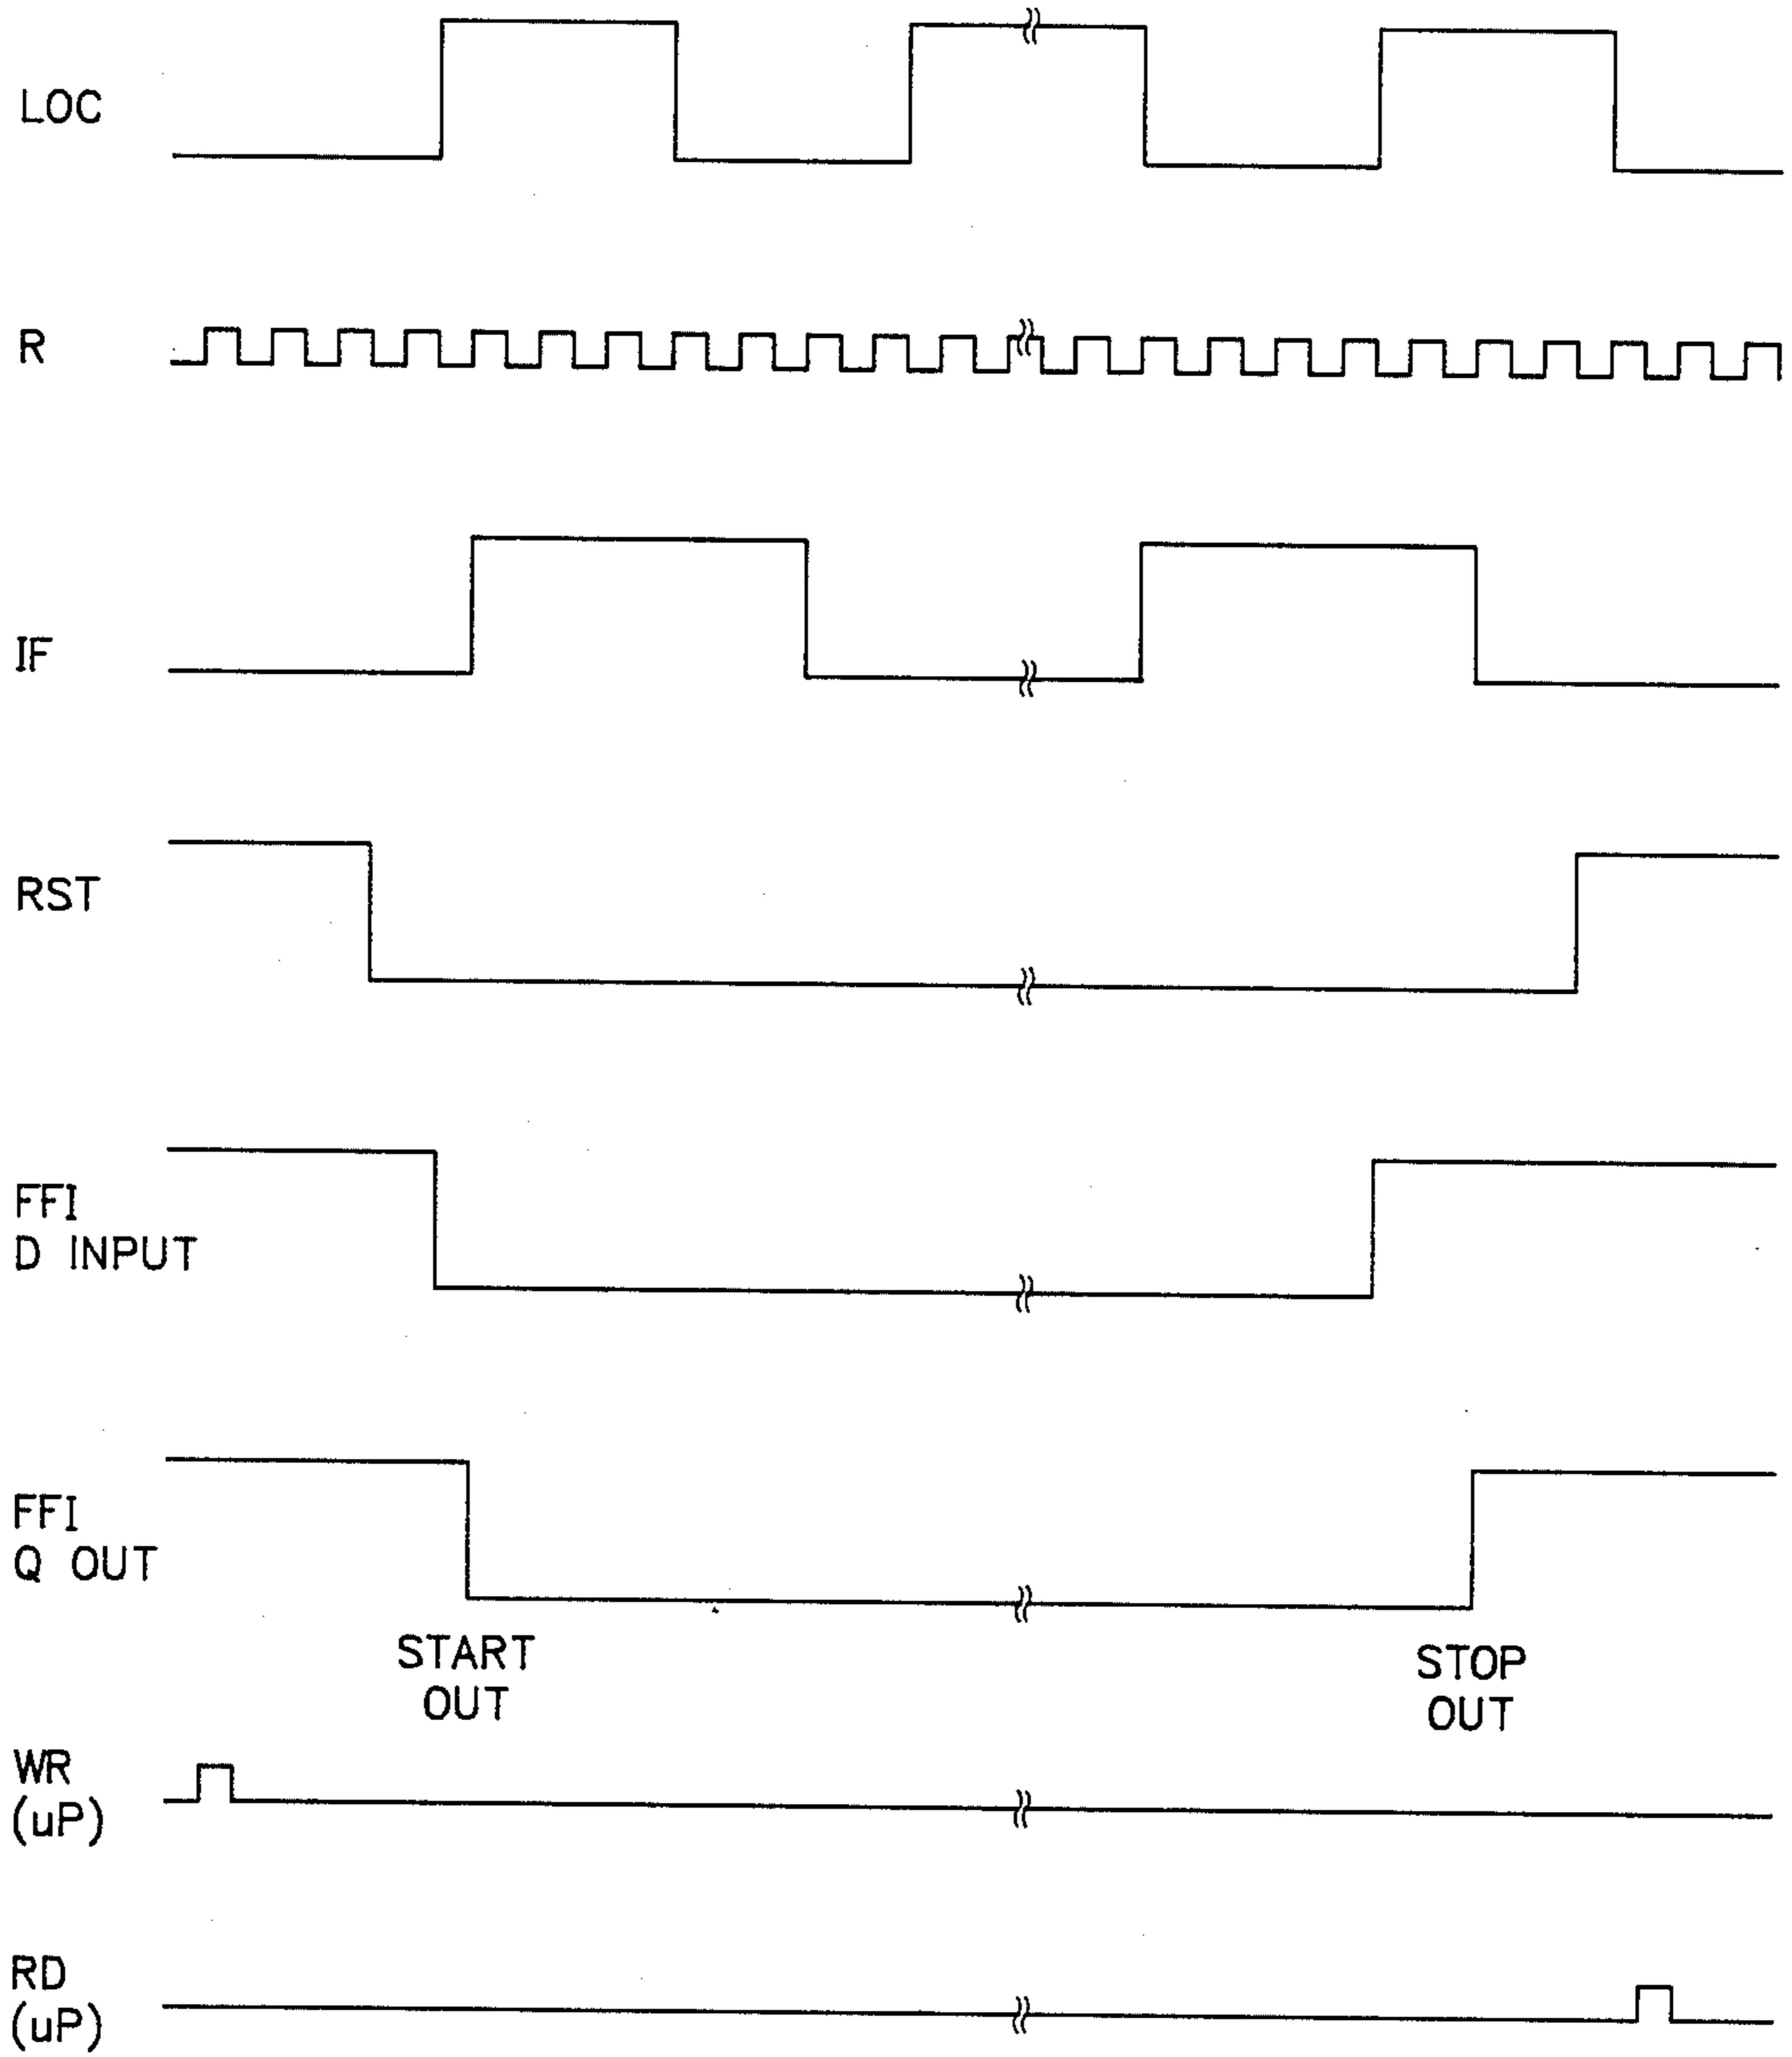 LOC
R
IF
RST
FFI
D INPUT
FFI
Q OUT
START
OUT
STOP
OUT
WR
(uP)
RD
(uP)